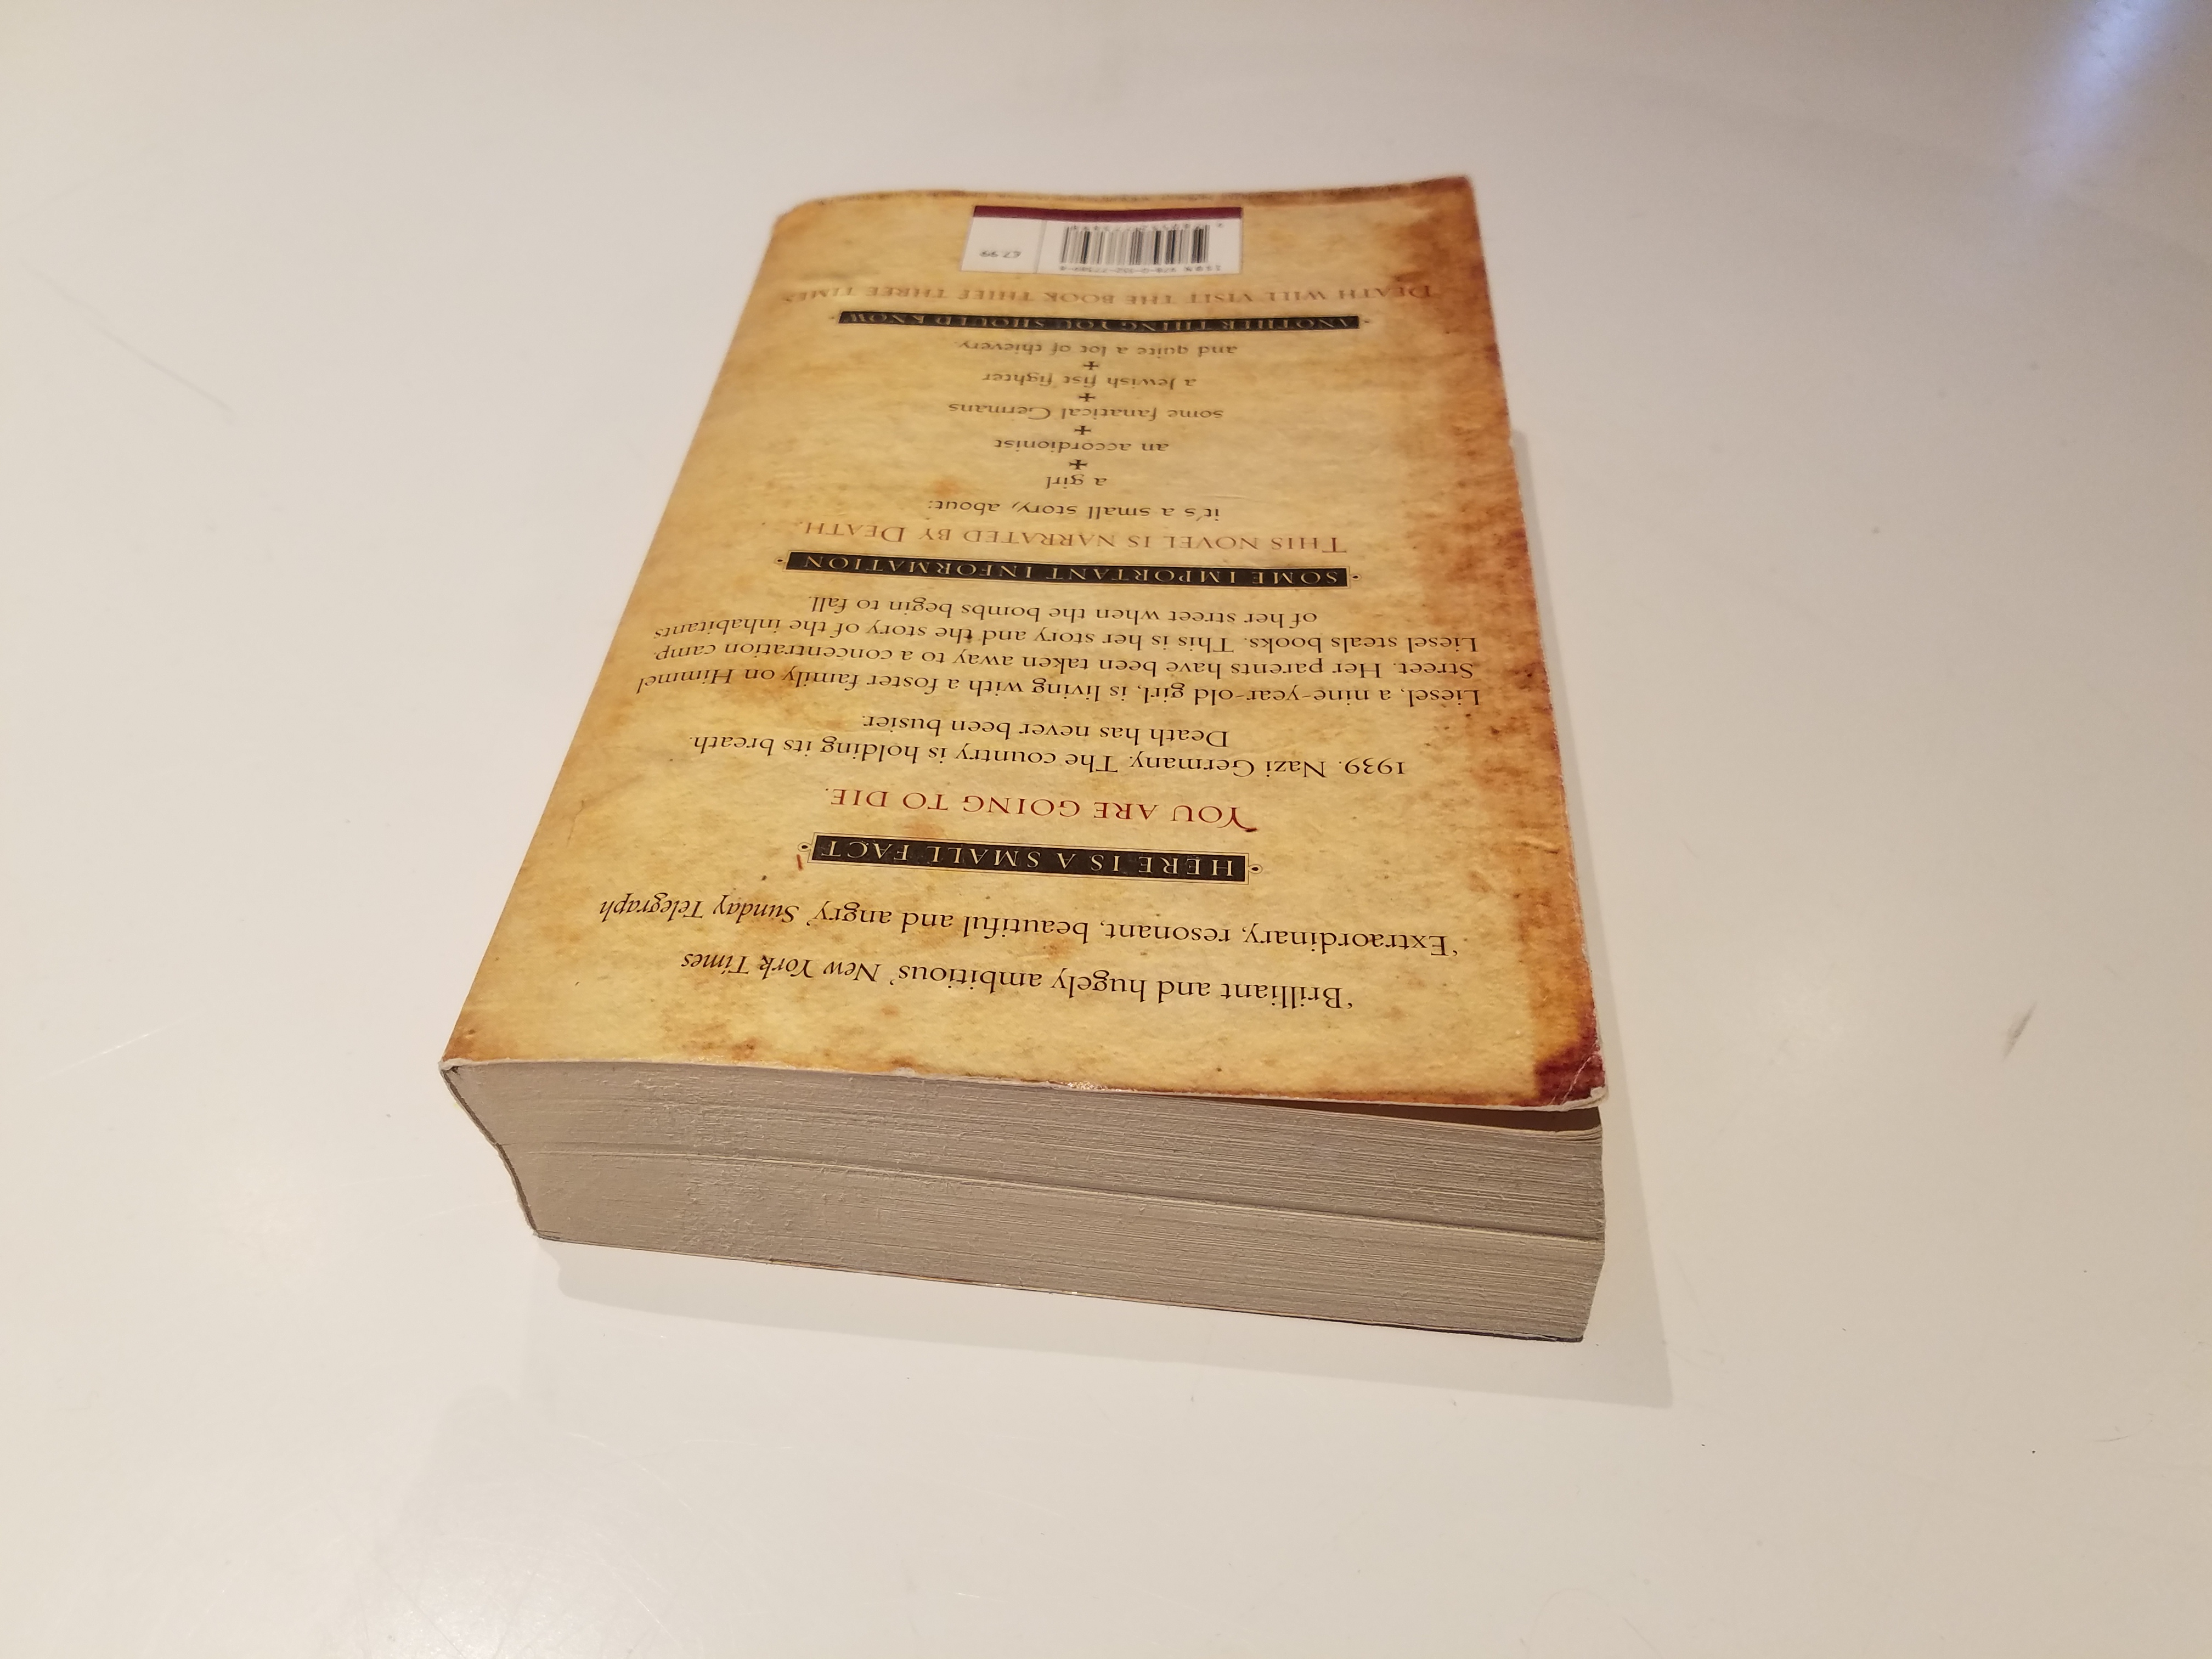 'Brilliant and hugely ambitious' New York Times
'Extraordinary, resonant, beautiful and angry' Sunday Telegraph
HERE IS A SMALL FACT
YOU ARE GOING TO DIE.
1939. Nazi Germany. The country is holding its breath.
Death has never been busier.
Liesel, a nine-year-old girl, is living with a foster family on Himmel
Street. Her parents have been taken away to a concentration camp.
Liesel steals books. This is her story and the story of the inhabitants
of her street when the bombs begin to fall.
SOME IMPORTANT INFORMATION
THIS NOVEL IS NARRATED BY DEATH.
it's a small story, about:
a girl
an accordionist
some fanatical Germans
a Jewish fist fighter
and quite a lot of thievery.
ANOTHER THING YOU SHOULD KNOW
DEATH WILL VISIT THE BOOK THIEF THREE TIMES
ISBN 978-0-552-77389-8
£7.99